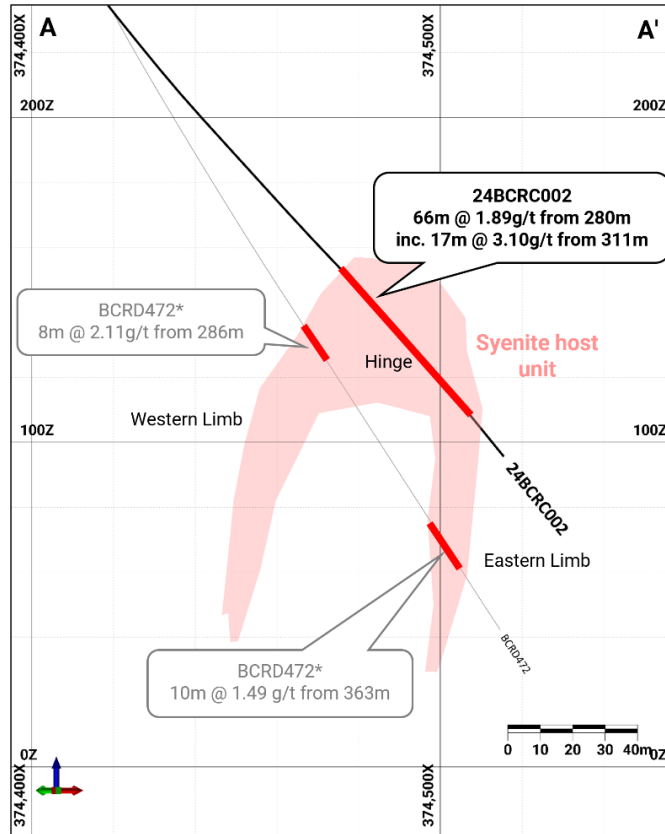 A
A'
374,400X
374,500X
200Z
200Z
24BCRC002
66m @ 1.89g/t from 280m
inc. 17m @ 3.10g/t from 311m
BCRD472*
8m @ 2.11g/t from 286m
Hinge
Syenite host
unit
Western Limb
100Z
100Z
24BCRC002
Eastern Limb
BCRD472
BCRD472*
10m @ 1.49 g/t from 363m
0 10 20 30 40m
0Z
0Z
374,400X
374,500X